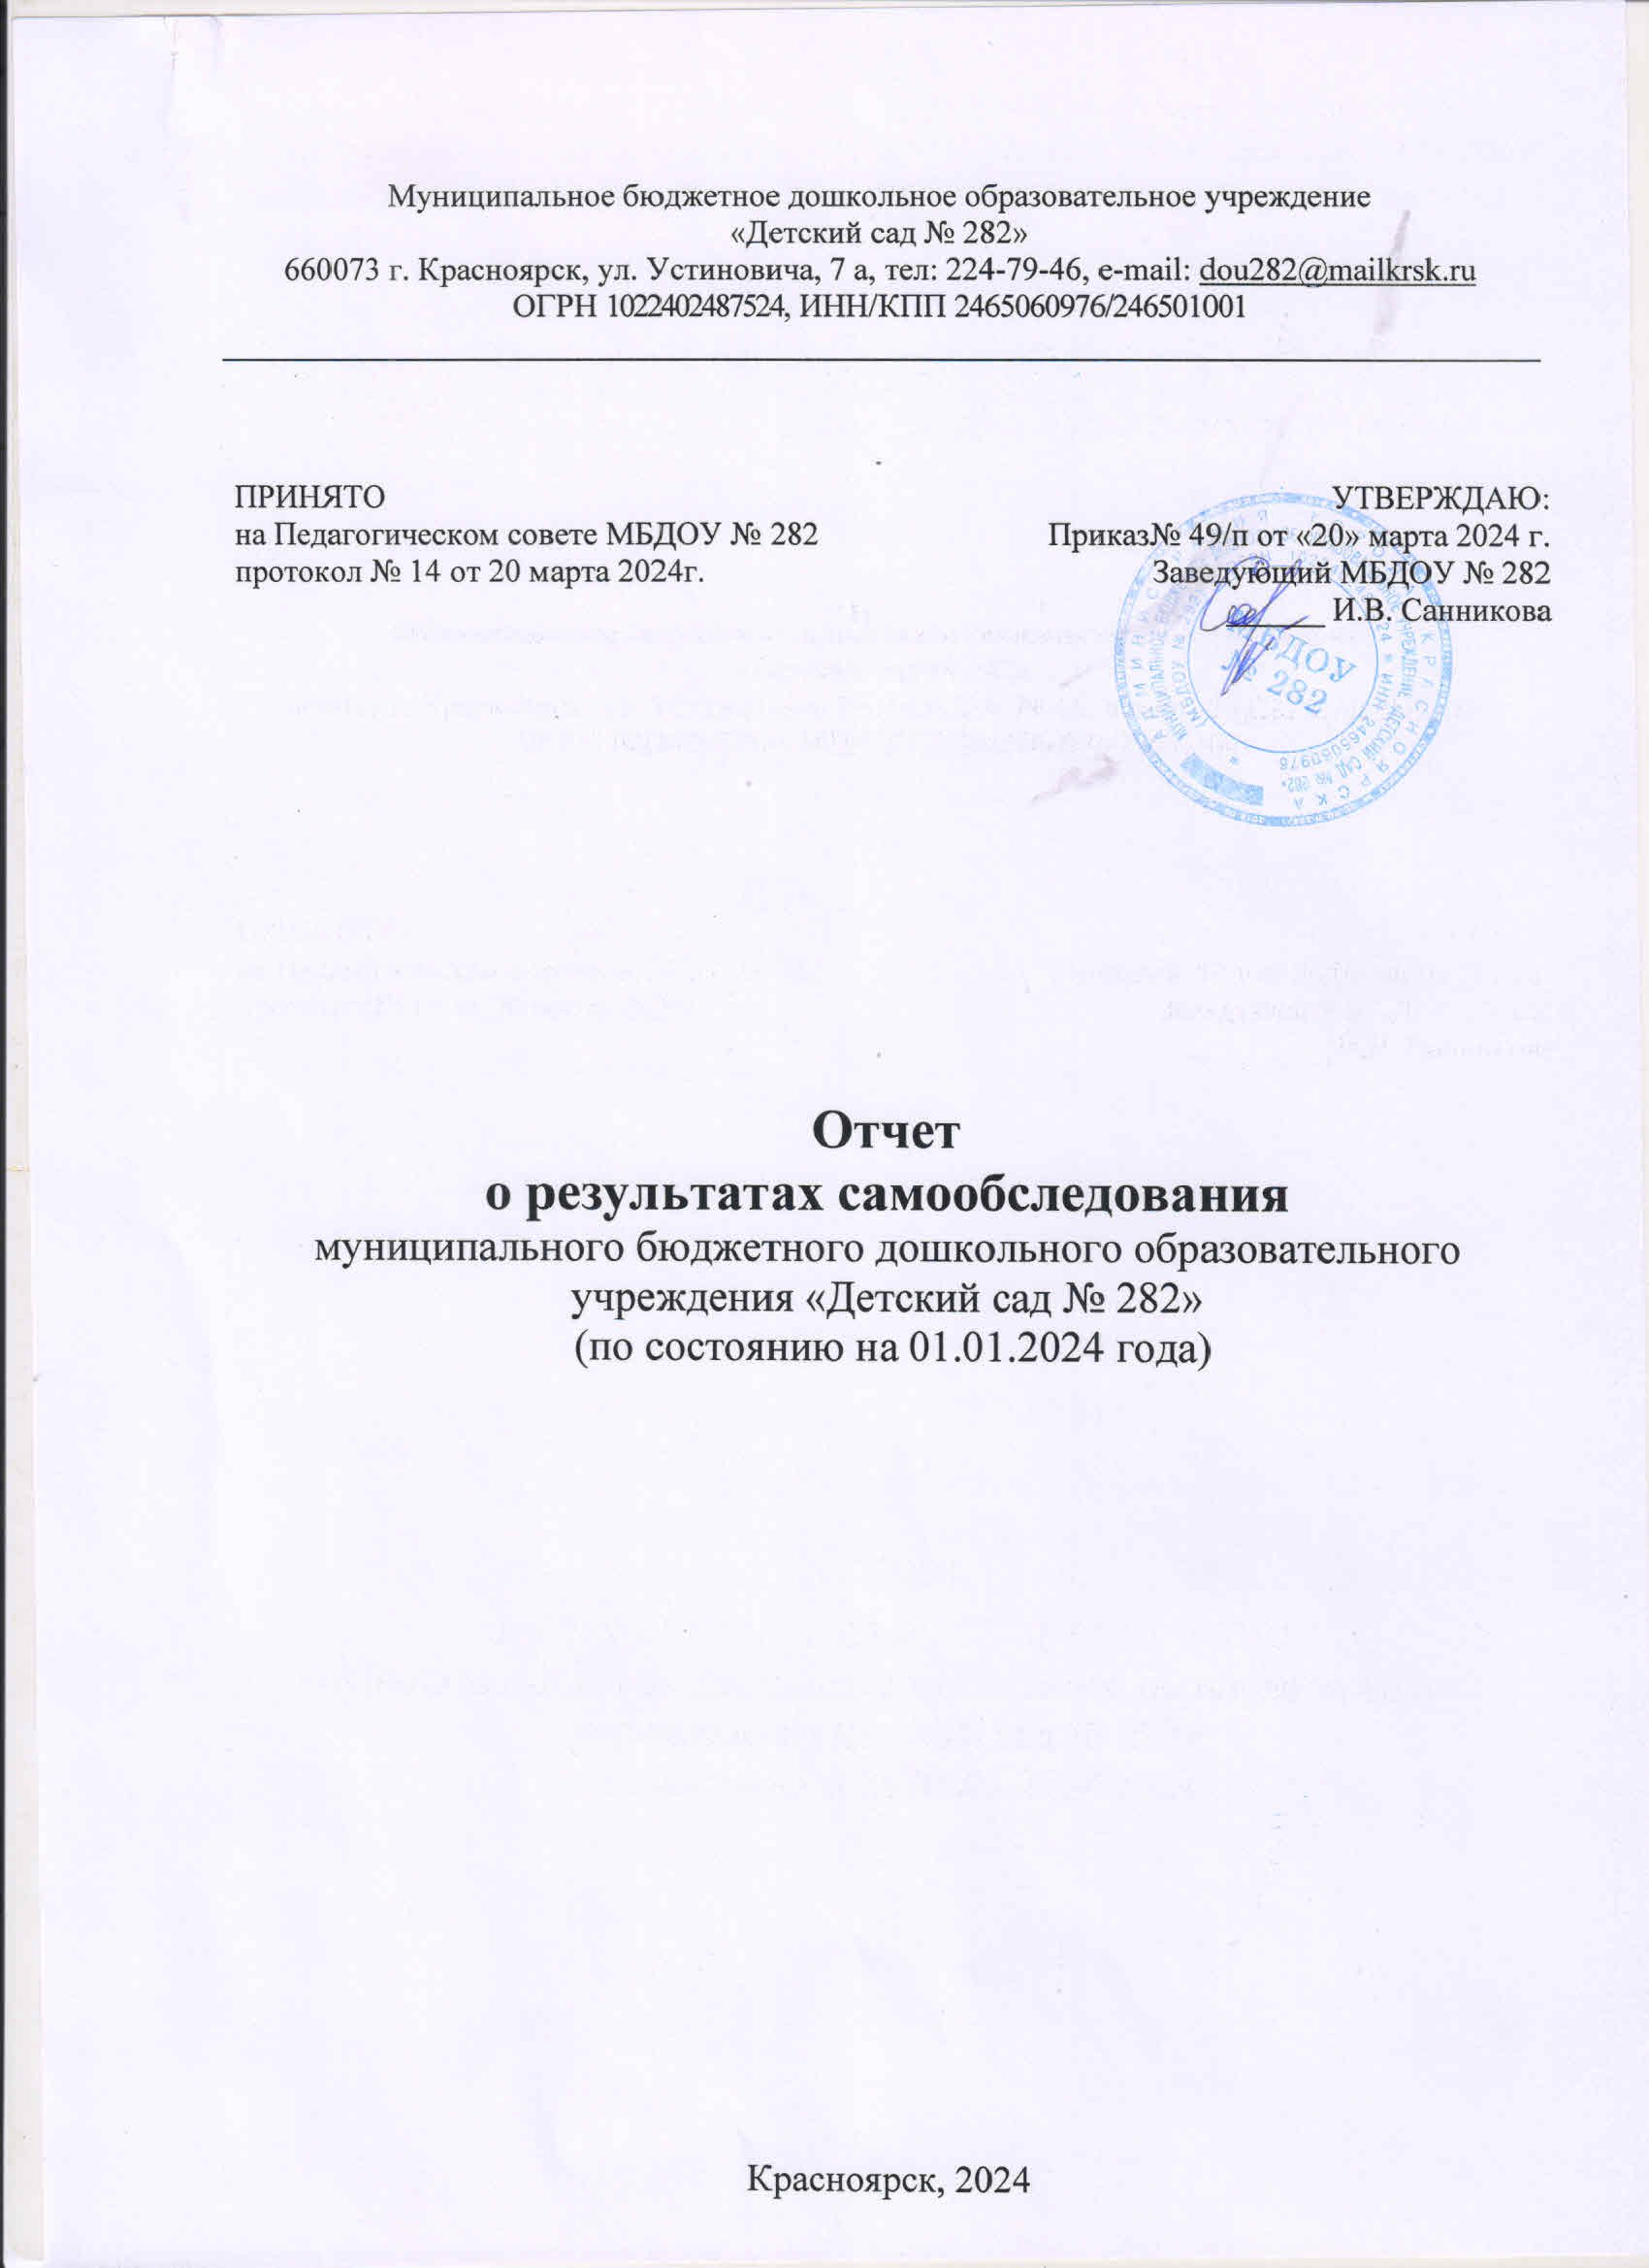 Муниципальное бюджетное дошкольное образовательное учреждение
«Детский сад № 282»
660073 г. Красноярск, ул. Устиновича, 7 а, тел: 224-79-46, e-mail: dou282@mailkrsk.ru
ОГРН 1022402487524, ИНН/КПП 2465060976/246501001
ПРИНЯТО
на Педагогическом совете МБДОУ № 282
протокол № 14 от 20 марта 2024г.
УТВЕРЖДАЮ:
Приказ№ 49/п от «20» марта 2024 г.
Заведующий МБДОУ № 282
И.В. Санникова
МБДОУ
№ 282
Отчет
о результатах самообследования
муниципального бюджетного дошкольного образовательного
учреждения «Детский сад № 282»
(по состоянию на 01.01.2024 года)
Красноярск, 2024